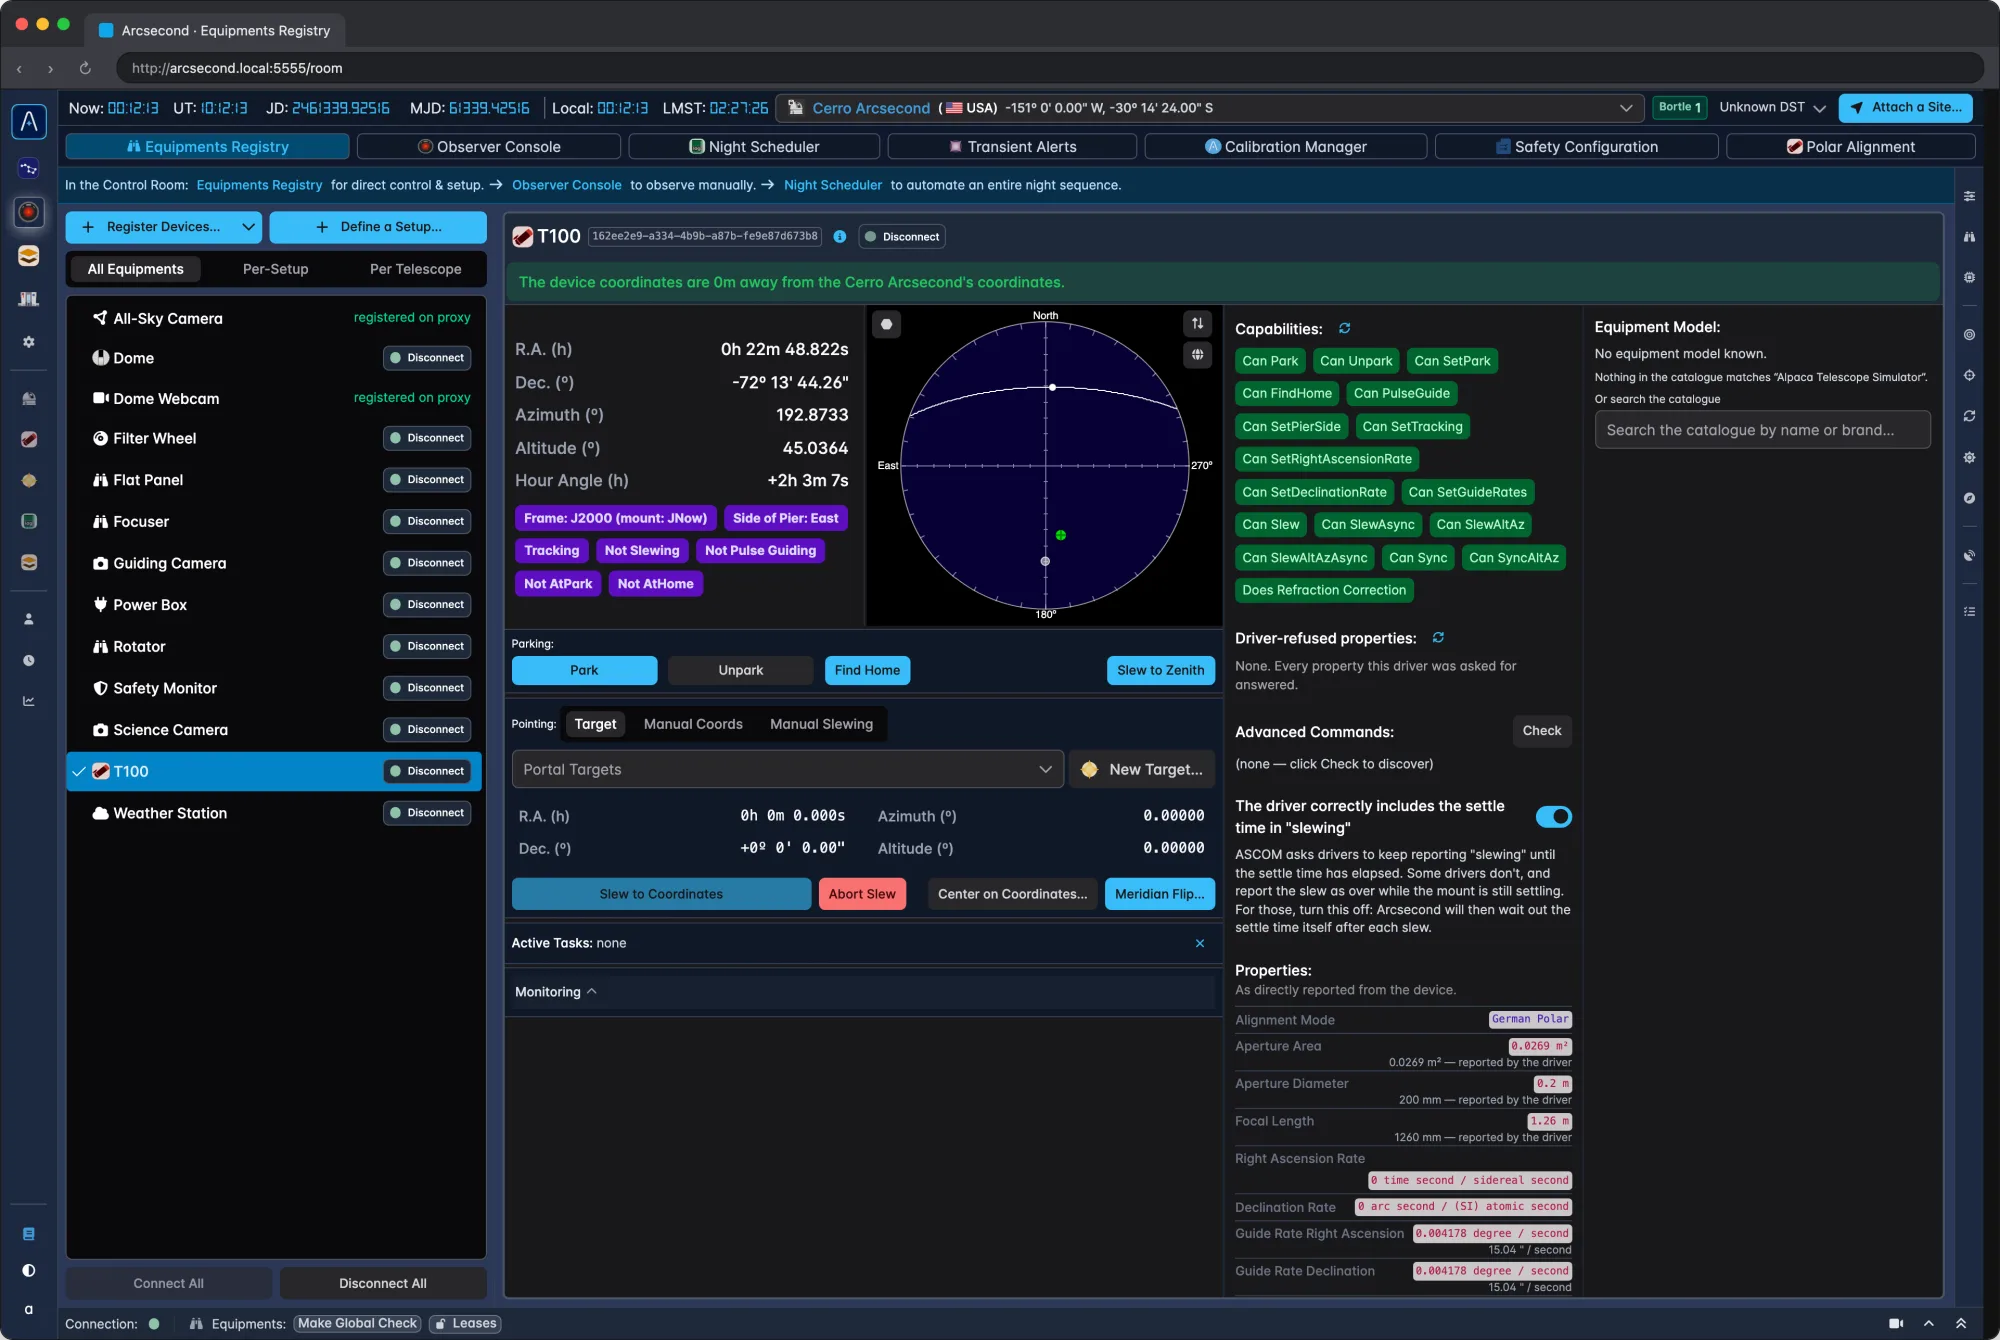 Arcsecond · Equipments Registry
http://arcsecond.local:5555/room
Now: 00:12:13 UT: 10:12:13 JD: 2461339.92516 MJD: 61339.42516 Local: 00:12:13 LMST: 02:27:26 Cerro Arcsecond ( USA) -151° 0' 0.00" W, -30° 14' 24.00" S Bortle 1 Unknown DST Attach a Site...
Equipments Registry Observer Console Night Scheduler Transient Alerts Calibration Manager Safety Configuration Polar Alignment
In the Control Room: Equipments Registry for direct control & setup. → Observer Console to observe manually. → Night Scheduler to automate an entire night sequence.
+ Register Devices... + Define a Setup...
All Equipments Per-Setup Per Telescope
All-Sky Camera registered on proxy
Dome Disconnect
Dome Webcam registered on proxy
Filter Wheel Disconnect
Flat Panel Disconnect
Focuser Disconnect
Guiding Camera Disconnect
Power Box Disconnect
Rotator Disconnect
Safety Monitor Disconnect
Science Camera Disconnect
T100 Disconnect
Weather Station Disconnect
Connect All Disconnect All
T100 162ee2e9-a334-4b9b-a87b-fe9e87d673b8 Disconnect
The device coordinates are 0m away from the Cerro Arcsecond's coordinates.
R.A. (h) 0h 22m 48.822s
Dec. (º) -72º 13' 44.26"
Azimuth (º) 192.8733
Altitude (º) 45.0364
Hour Angle (h) +2h 3m 7s
Frame: J2000 (mount: JNow) Side of Pier: East
Tracking Not Slewing Not Pulse Guiding
Not AtPark Not AtHome
North
East
270º
180º
Parking:
Park Unpark Find Home Slew to Zenith
Pointing: Target Manual Coords Manual Slewing
Portal Targets New Target...
R.A. (h) 0h 0m 0.000s Azimuth (º) 0.00000
Dec. (º) +0º 0' 0.00" Altitude (º) 0.00000
Slew to Coordinates Abort Slew Center on Coordinates... Meridian Flip...
Active Tasks: none
Monitoring
Capabilities:
Can Park Can Unpark Can SetPark
Can FindHome Can PulseGuide
Can SetPierSide Can SetTracking
Can SetRightAscensionRate
Can SetDeclinationRate Can SetGuideRates
Can Slew Can SlewAsync Can SlewAltAz
Can SlewAltAzAsync Can Sync Can SyncAltAz
Does Refraction Correction
Driver-refused properties:
None. Every property this driver was asked for
answered.
Advanced Commands: Check
(none — click Check to discover)
The driver correctly includes the settle
time in "slewing"
ASCOM asks drivers to keep reporting "slewing" until
the settle time has elapsed. Some drivers don't, and
report the slew as over while the mount is still settling.
For those, turn this off: Arcsecond will then wait out the
settle time itself after each slew.
Properties:
As directly reported from the device.
Alignment Mode German Polar
Aperture Area 0.0269 m²
0.0269 m² — reported by the driver
Aperture Diameter 0.2 m
200 mm — reported by the driver
Focal Length 1.26 m
1260 mm — reported by the driver
Right Ascension Rate
0 time second / sidereal second
Declination Rate 0 arc second / (SI) atomic second
Guide Rate Right Ascension 0.004178 degree / second
15.04 " / second
Guide Rate Declination 0.004178 degree / second
15.04 " / second
Equipment Model:
No equipment model known.
Nothing in the catalogue matches “Alpaca Telescope Simulator”.
Or search the catalogue
Search the catalogue by name or brand...
Connection: Equipments: Make Global Check Leases